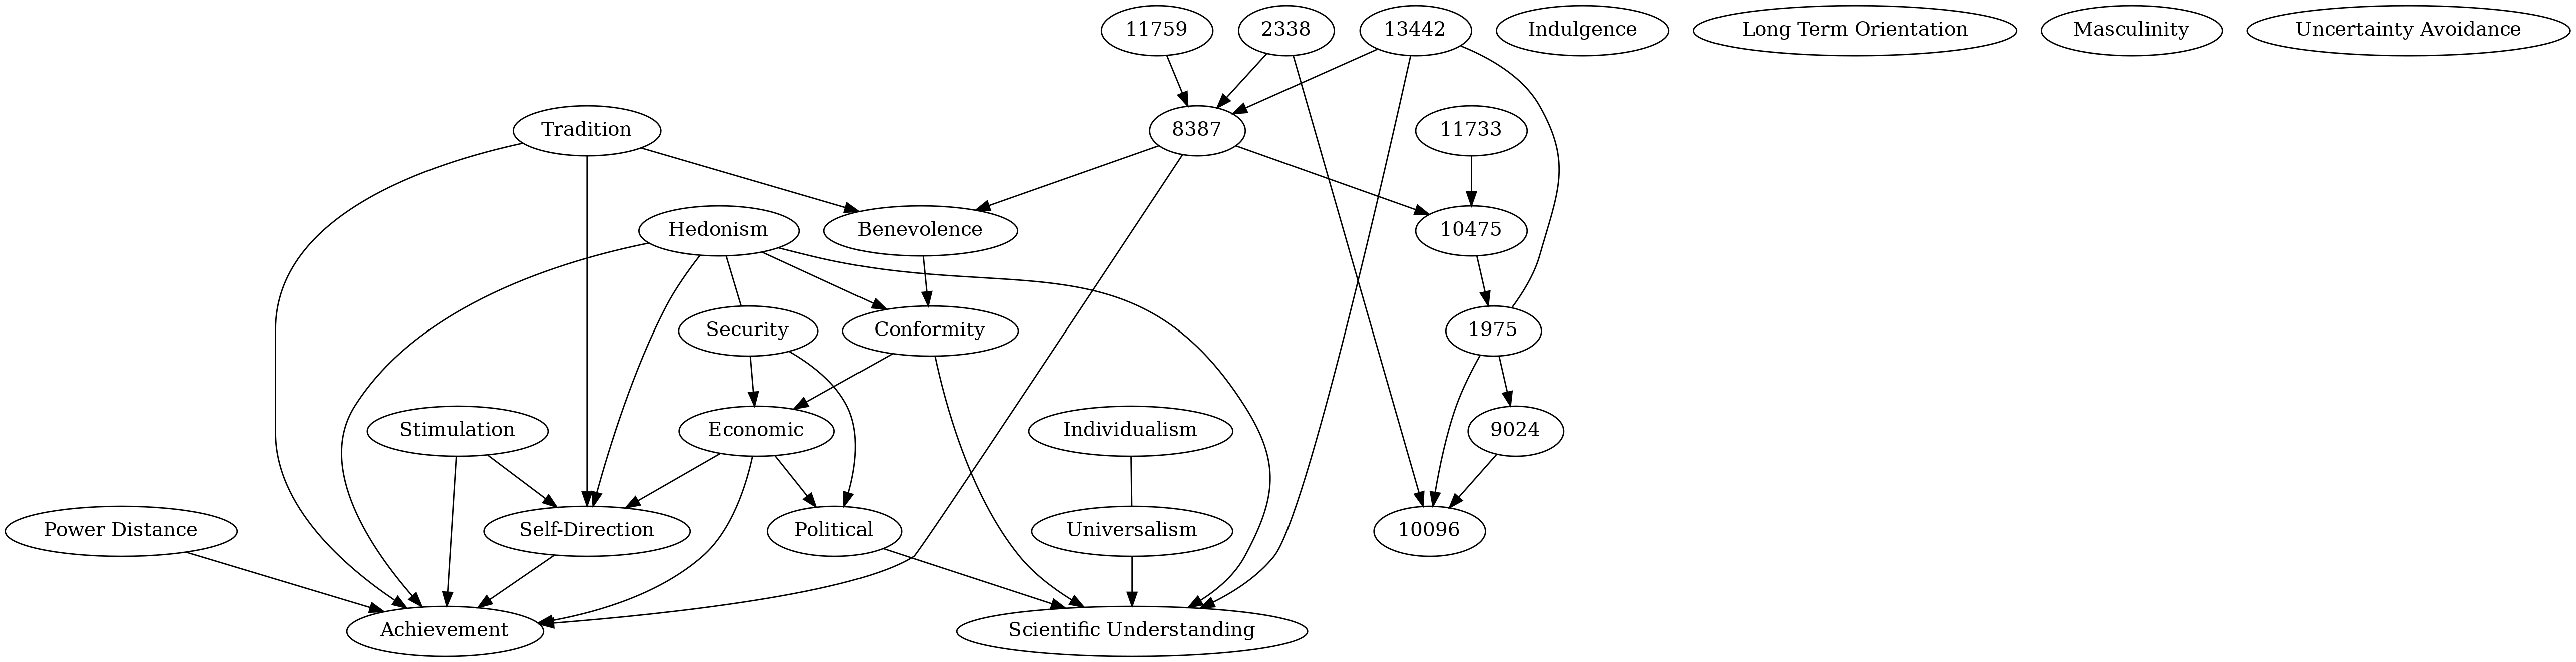 11759
2338
13442
Indulgence
Long Term Orientation
Masculinity
Uncertainty Avoidance
Tradition
8387
11733
Hedonism
Benevolence
10475
Security
Conformity
1975
Stimulation
Economic
Individualism
9024
Power Distance
Self-Direction
Political
Universalism
10096
Achievement
Scientific Understanding